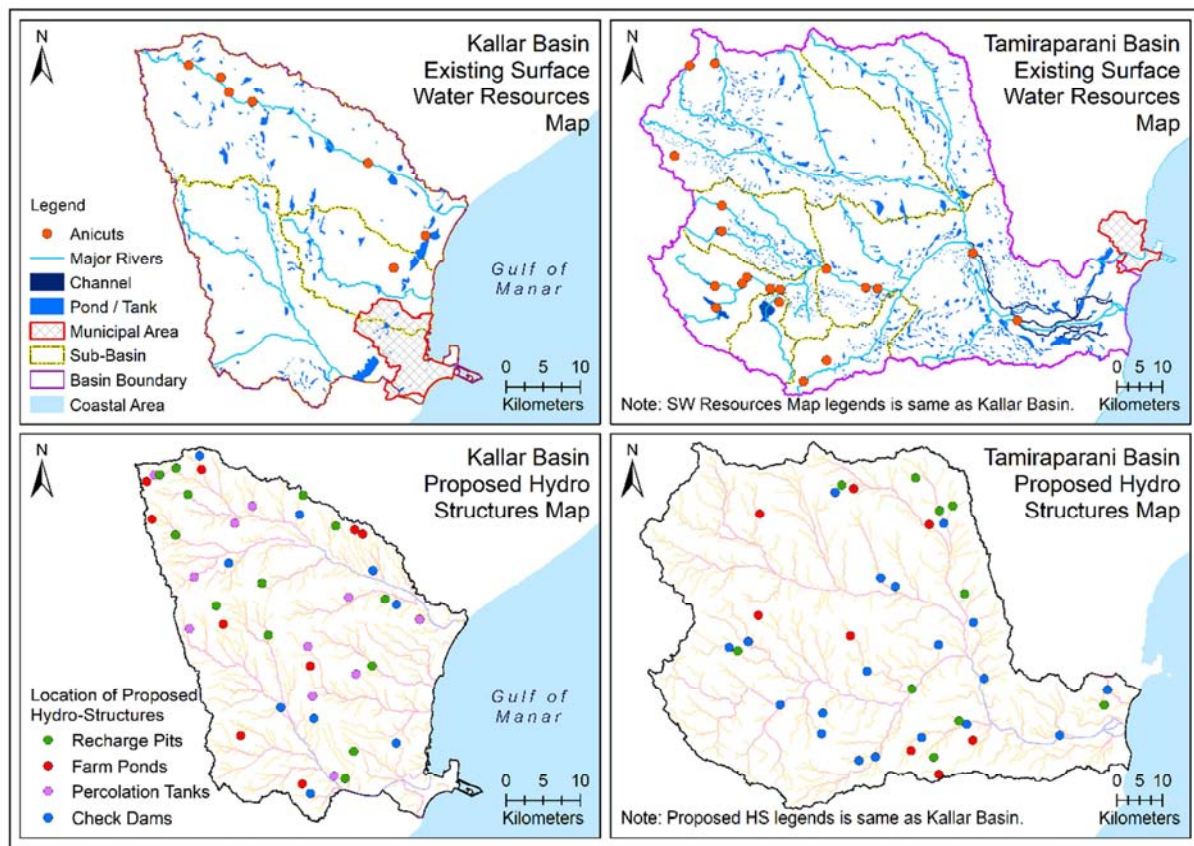 N
Kallar Basin
Existing Surface
Water Resources
Map
Legend
Anicuts
Major Rivers
Channel
Pond / Tank
Municipal Area
Sub-Basin
Basin Boundary
Coastal Area
Gulf of
Manar
0 5 10
Kilometers
N
Tamiraparani Basin
Existing Surface
Water Resources
Map
0 5 10
Kilometers
Note: SW Resources Map legends is same as Kallar Basin.
N
Kallar Basin
Proposed Hydro
Structures Map
Gulf of
Manar
Location of Proposed
Hydro-Structures
Recharge Pits
Farm Ponds
Percolation Tanks
Check Dams
0 5 10
Kilometers
N
Tamiraparani Basin
Proposed Hydro
Structures Map
0 5 10
Kilometers
Note: Proposed HS legends is same as Kallar Basin.